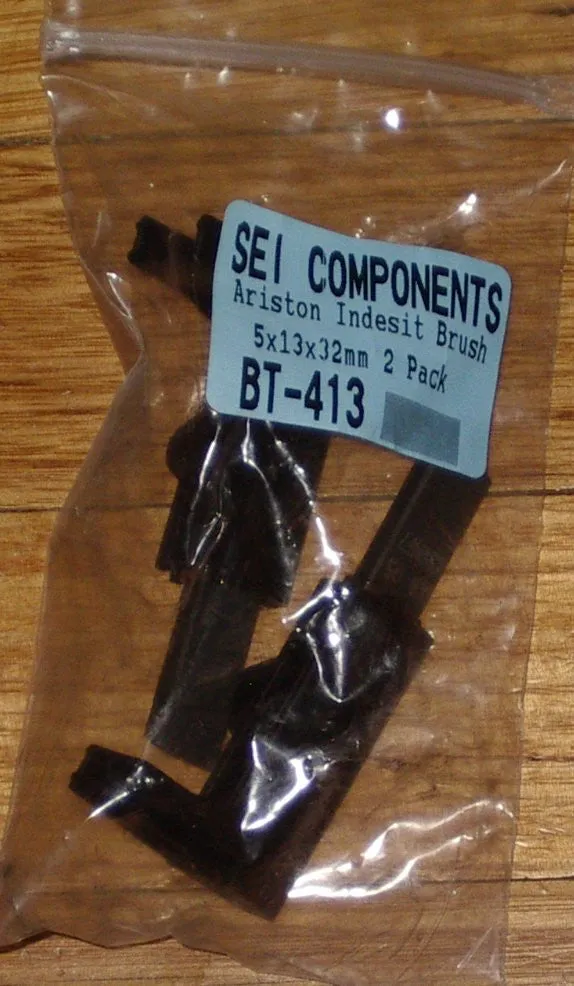 SEI COMPONENTS
Ariston Indesit Brush
5x13x32mm 2 Pack
BT-413